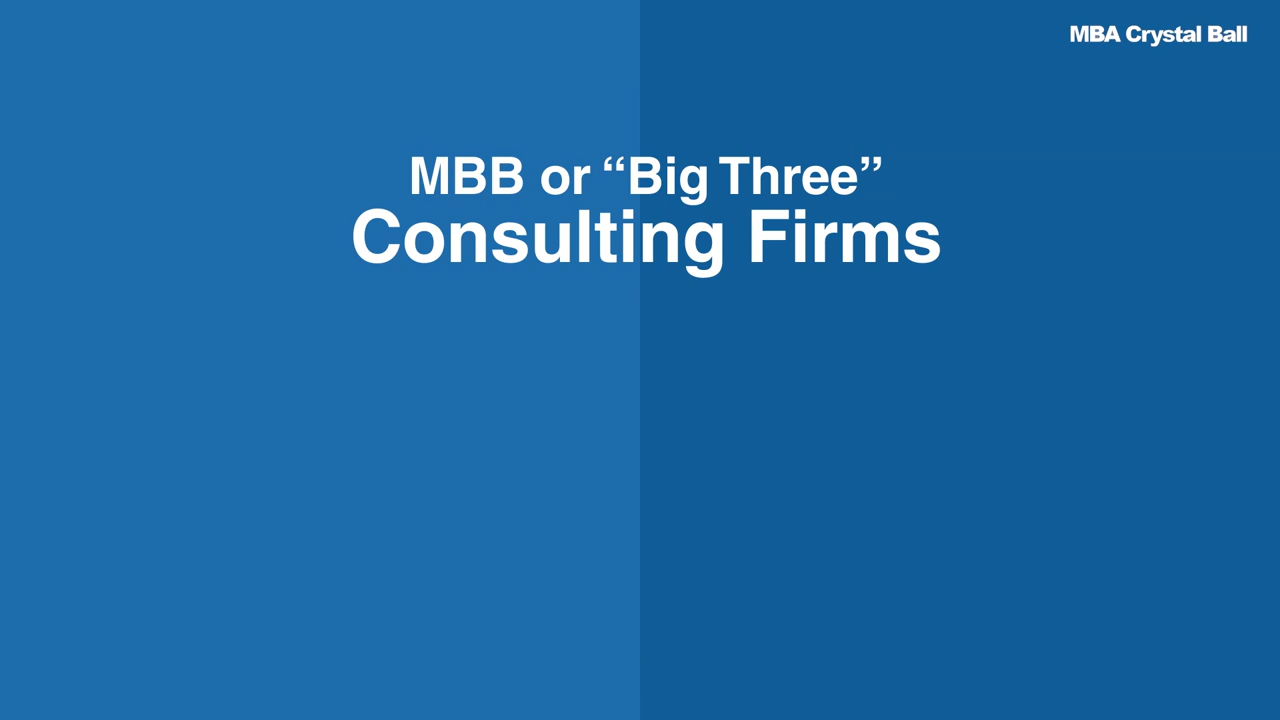 MBA Crystal Ball
MBB or “Big Three”
Consulting Firms